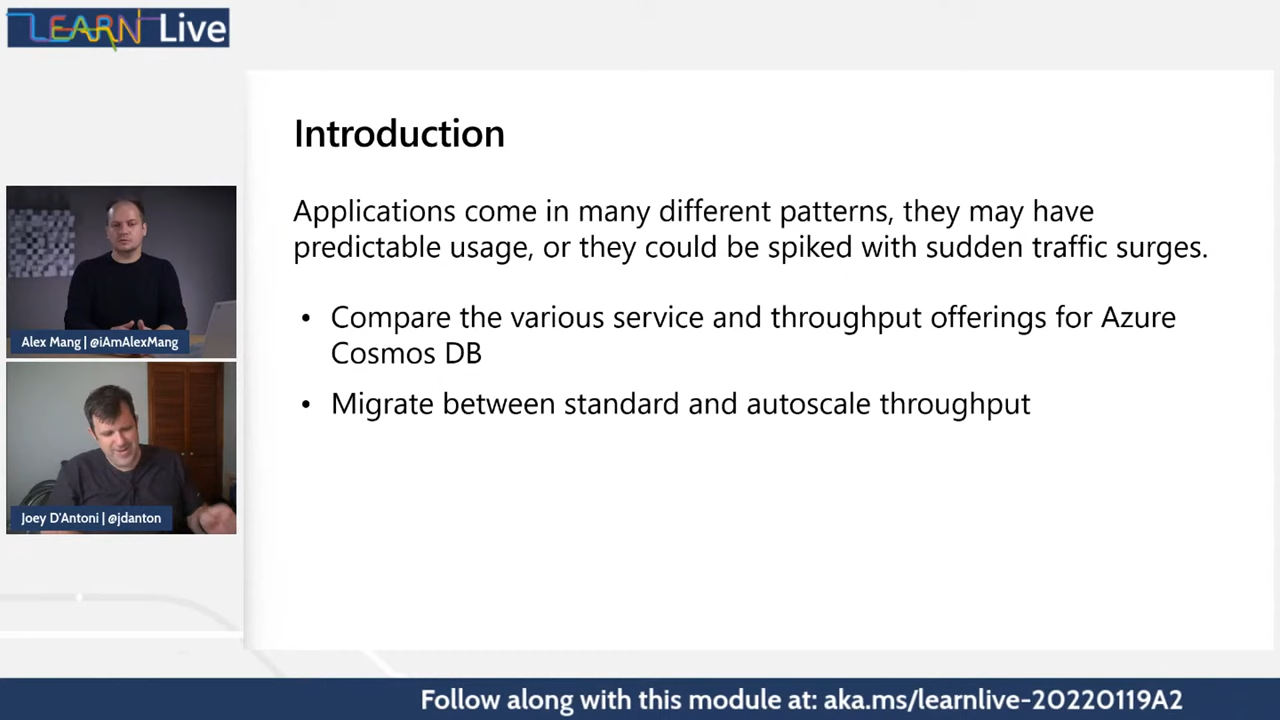 LEARN Live
Introduction
Applications come in many different patterns, they may have
predictable usage, or they could be spiked with sudden traffic surges.
• Compare the various service and throughput offerings for Azure
Cosmos DB
• Migrate between standard and autoscale throughput
Alex Mang | @iAmAlexMang
Joey D'Antoni | @jdanton
Follow along with this module at: aka.ms/learnlive-20220119A2